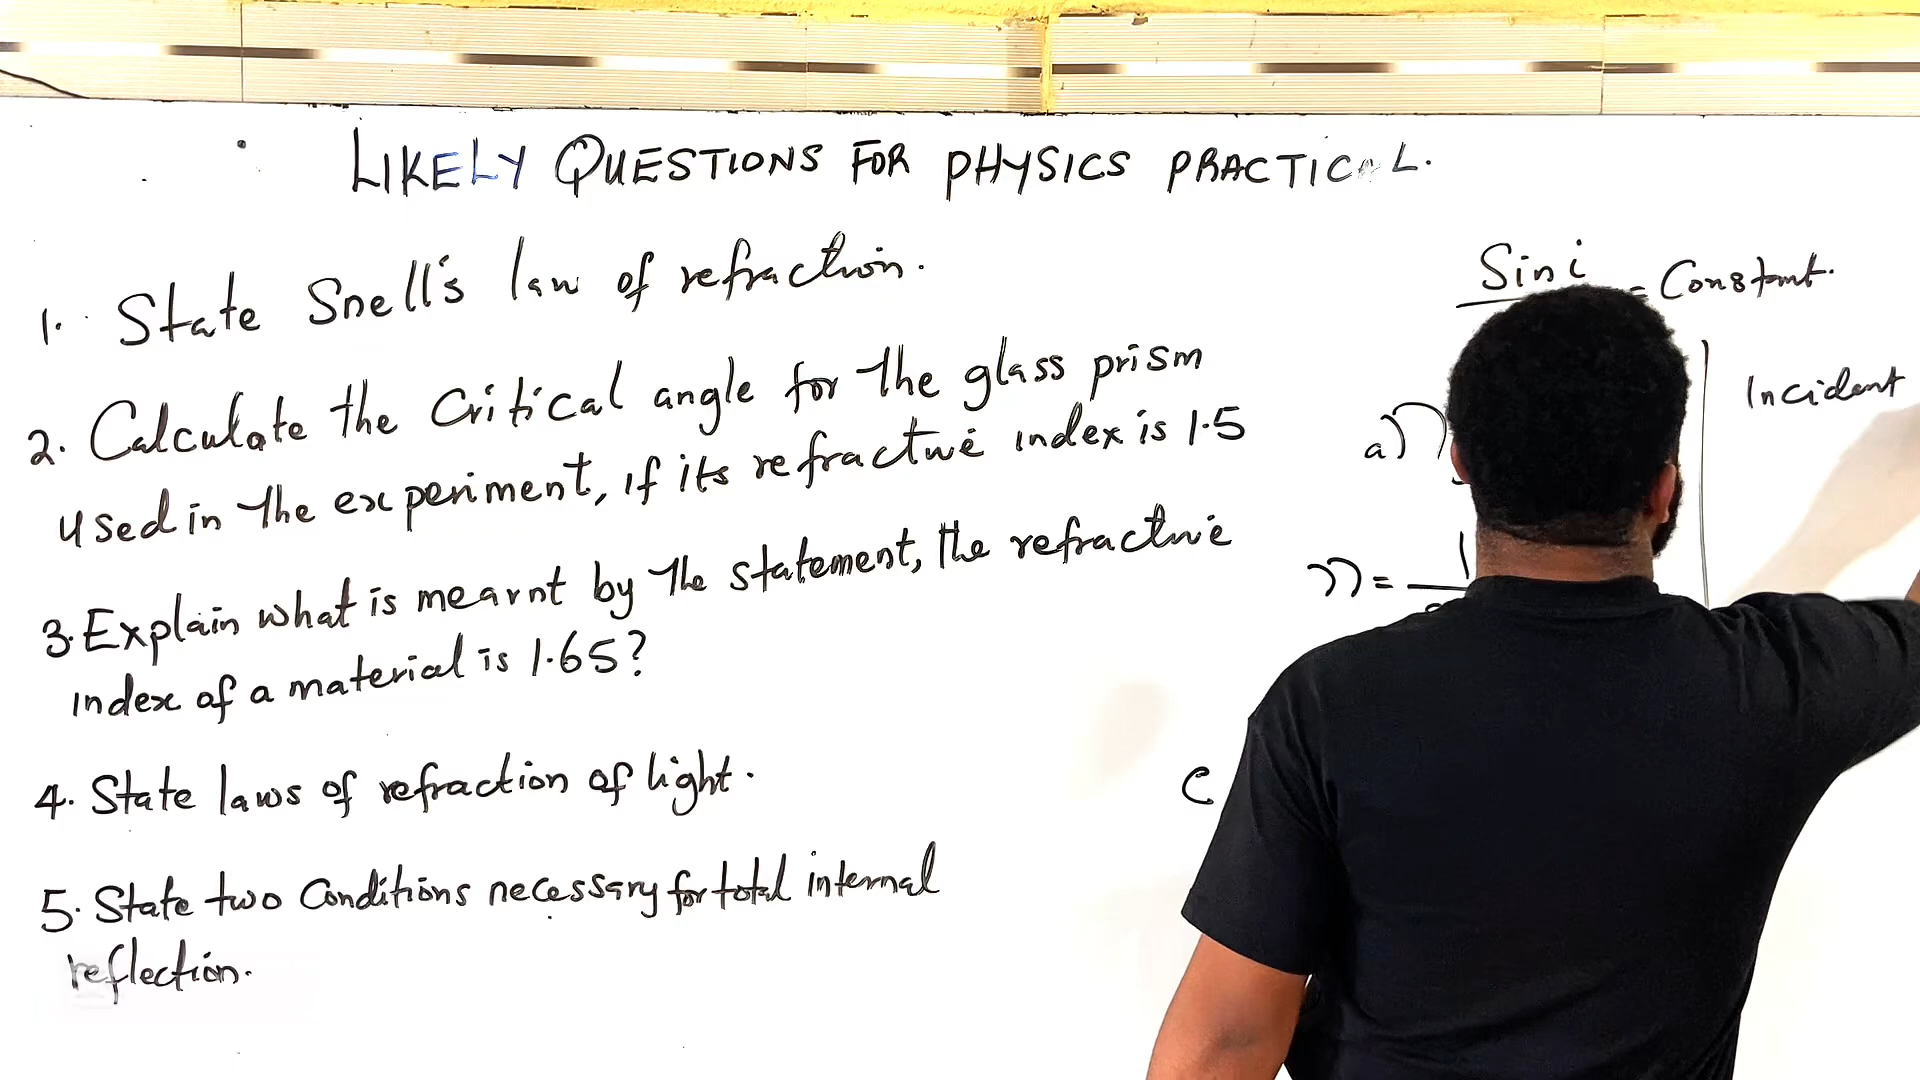 LIKELY QUESTIONS FOR PHYSICS PRACTICAL.
1. State Snell's law of refraction.
2. Calculate the critical angle for the glass prism
used in the experiment, if its refractive index is 1.5
3. Explain what is mearnt by the statement, the refractive
index of a material is 1.65?
4. State laws of refraction of light.
5. State two Conditions necessary for total internal
reflection.
Sin i = Constant.
a)
Incident
n =
C